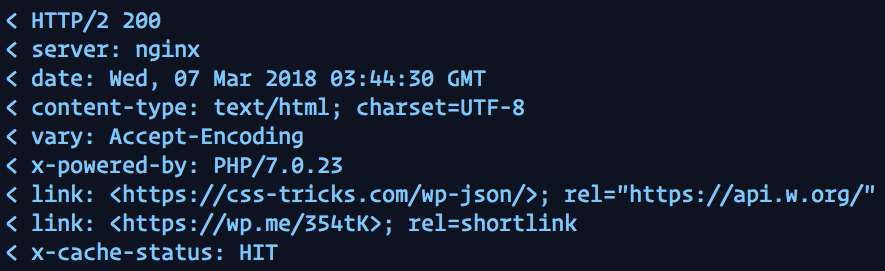 < HTTP/2 200
< server: nginx
< date: Wed, 07 Mar 2018 03:44:30 GMT
< content-type: text/html; charset=UTF-8
< vary: Accept-Encoding
< x-powered-by: PHP/7.0.23
< link: <https://css-tricks.com/wp-json/>; rel="https://api.w.org/"
< link: <https://wp.me/354tK>; rel=shortlink
< x-cache-status: HIT